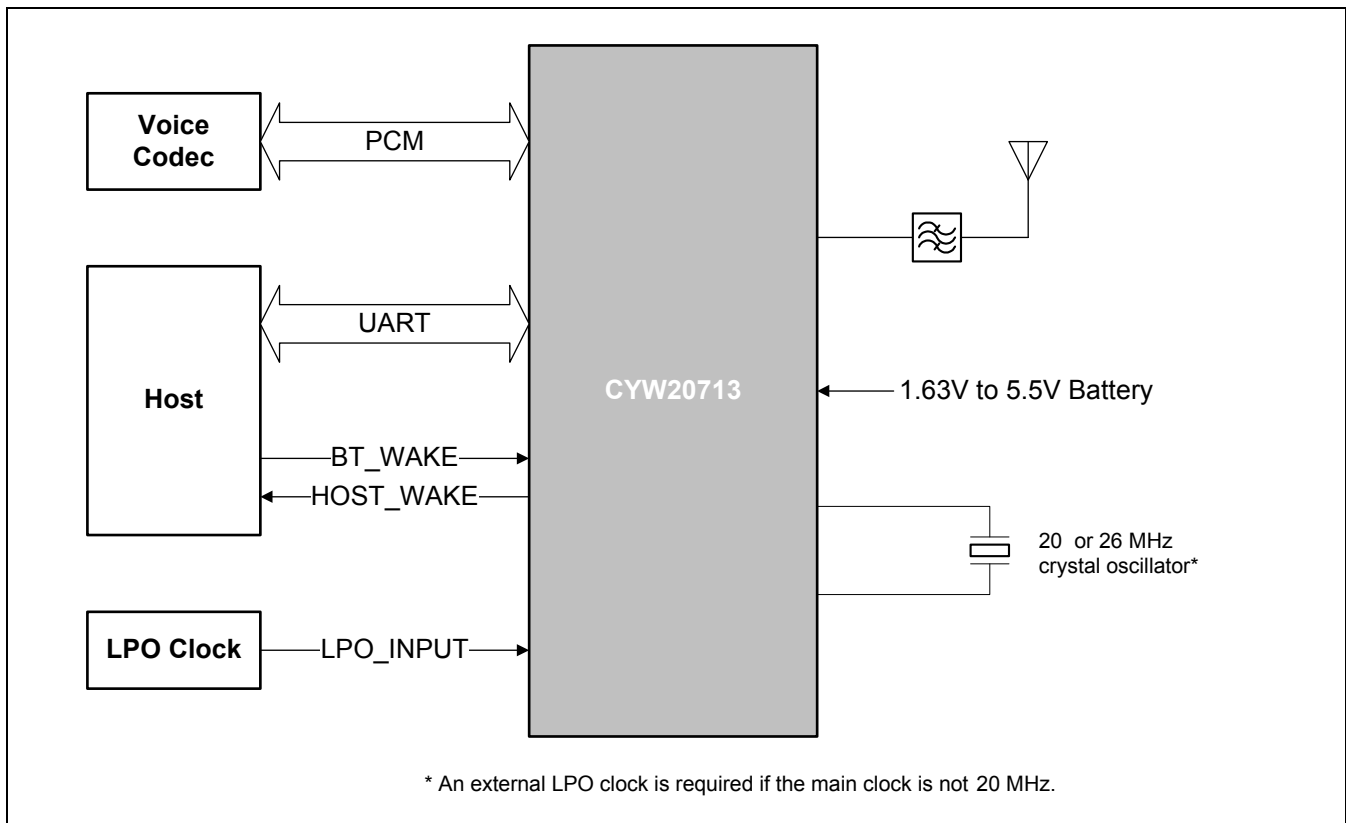 Voice
Codec
PCM
Host
UART
BT_WAKE
HOST_WAKE
LPO Clock
LPO_INPUT
CYW20713
1.63V to 5.5V Battery
20 or 26 MHz
crystal oscillator*
* An external LPO clock is required if the main clock is not 20 MHz.